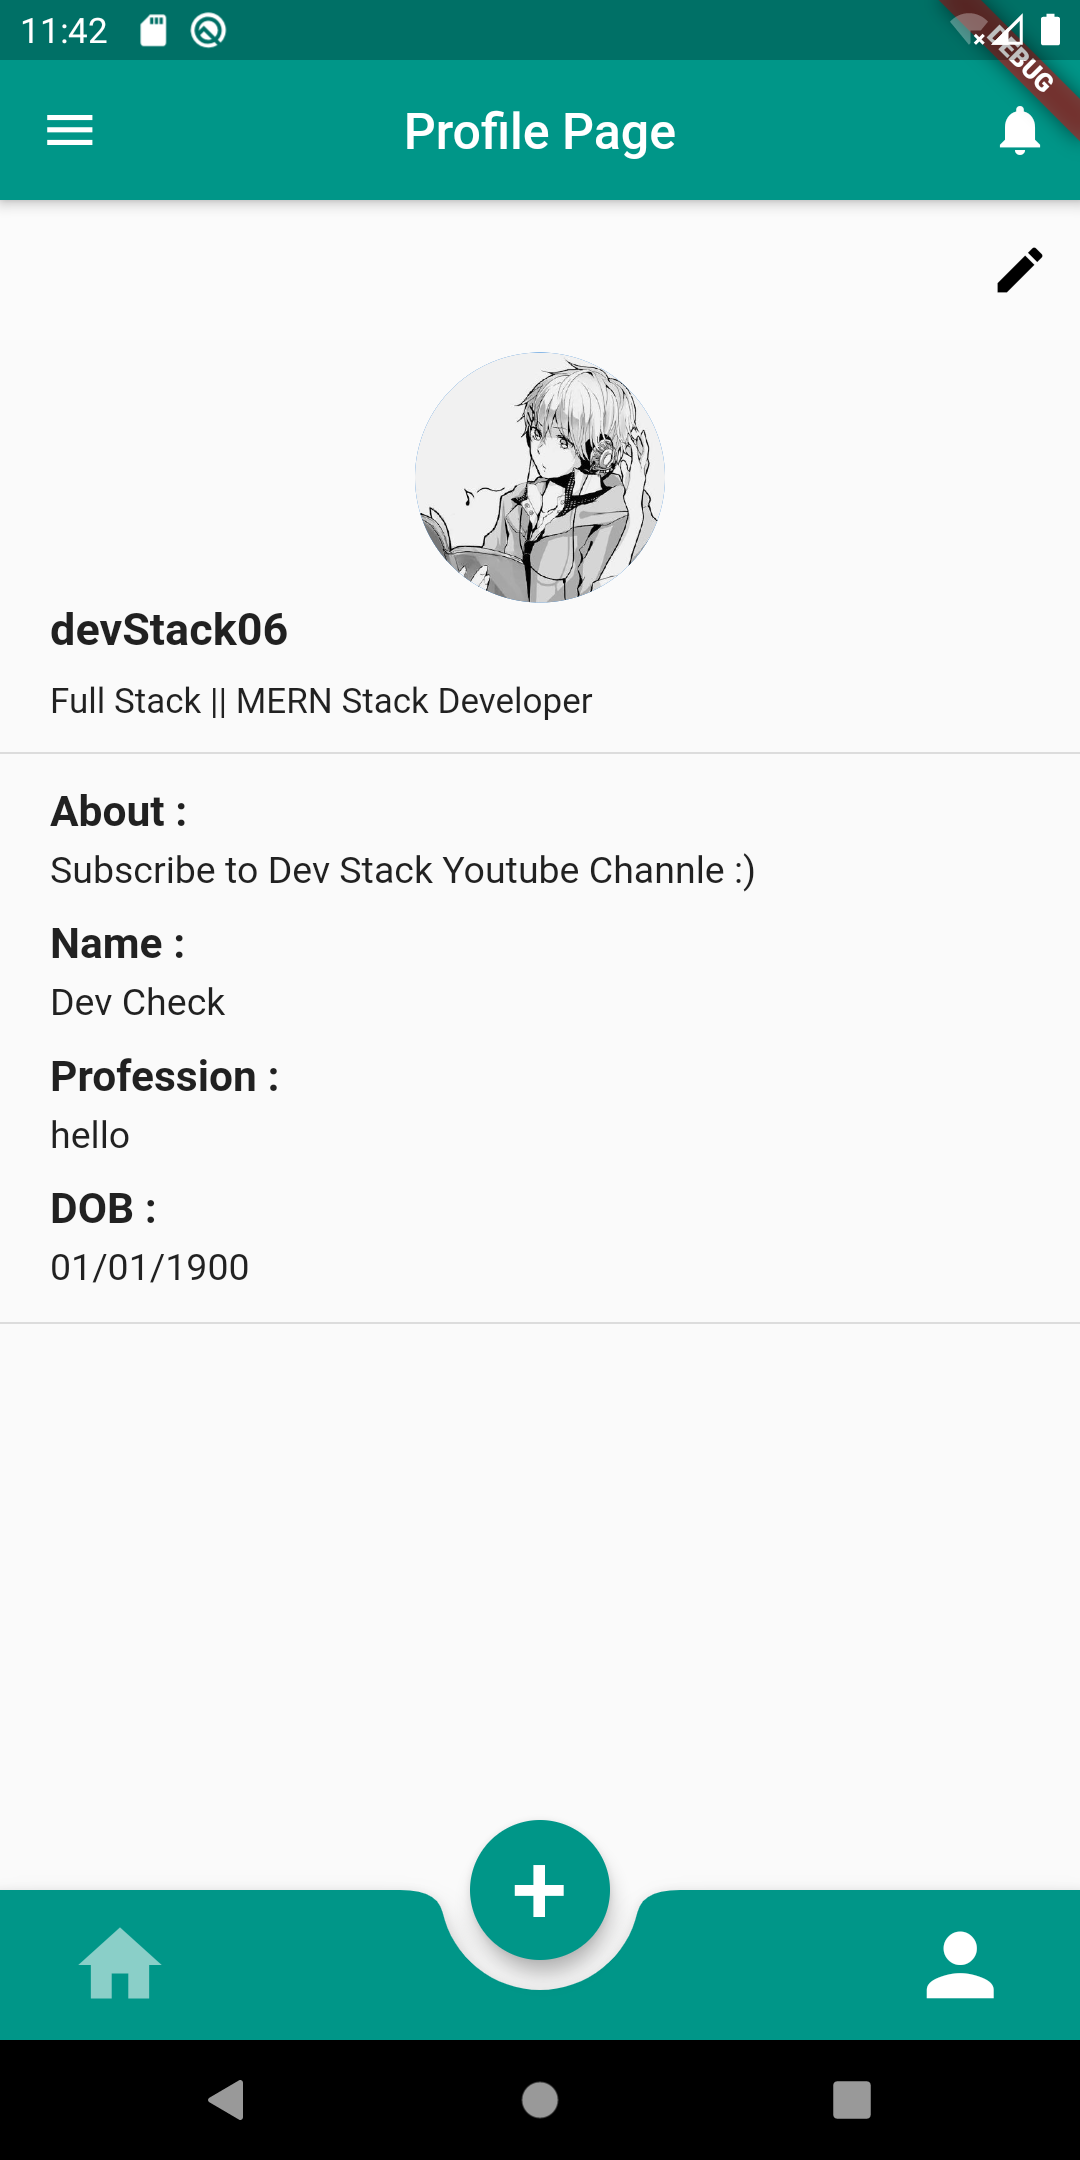 11:42
DEBUG
Profile Page
devStack06
Full Stack || MERN Stack Developer
About :
Subscribe to Dev Stack Youtube Channle :)
Name :
Dev Check
Profession :
hello
DOB :
01/01/1900